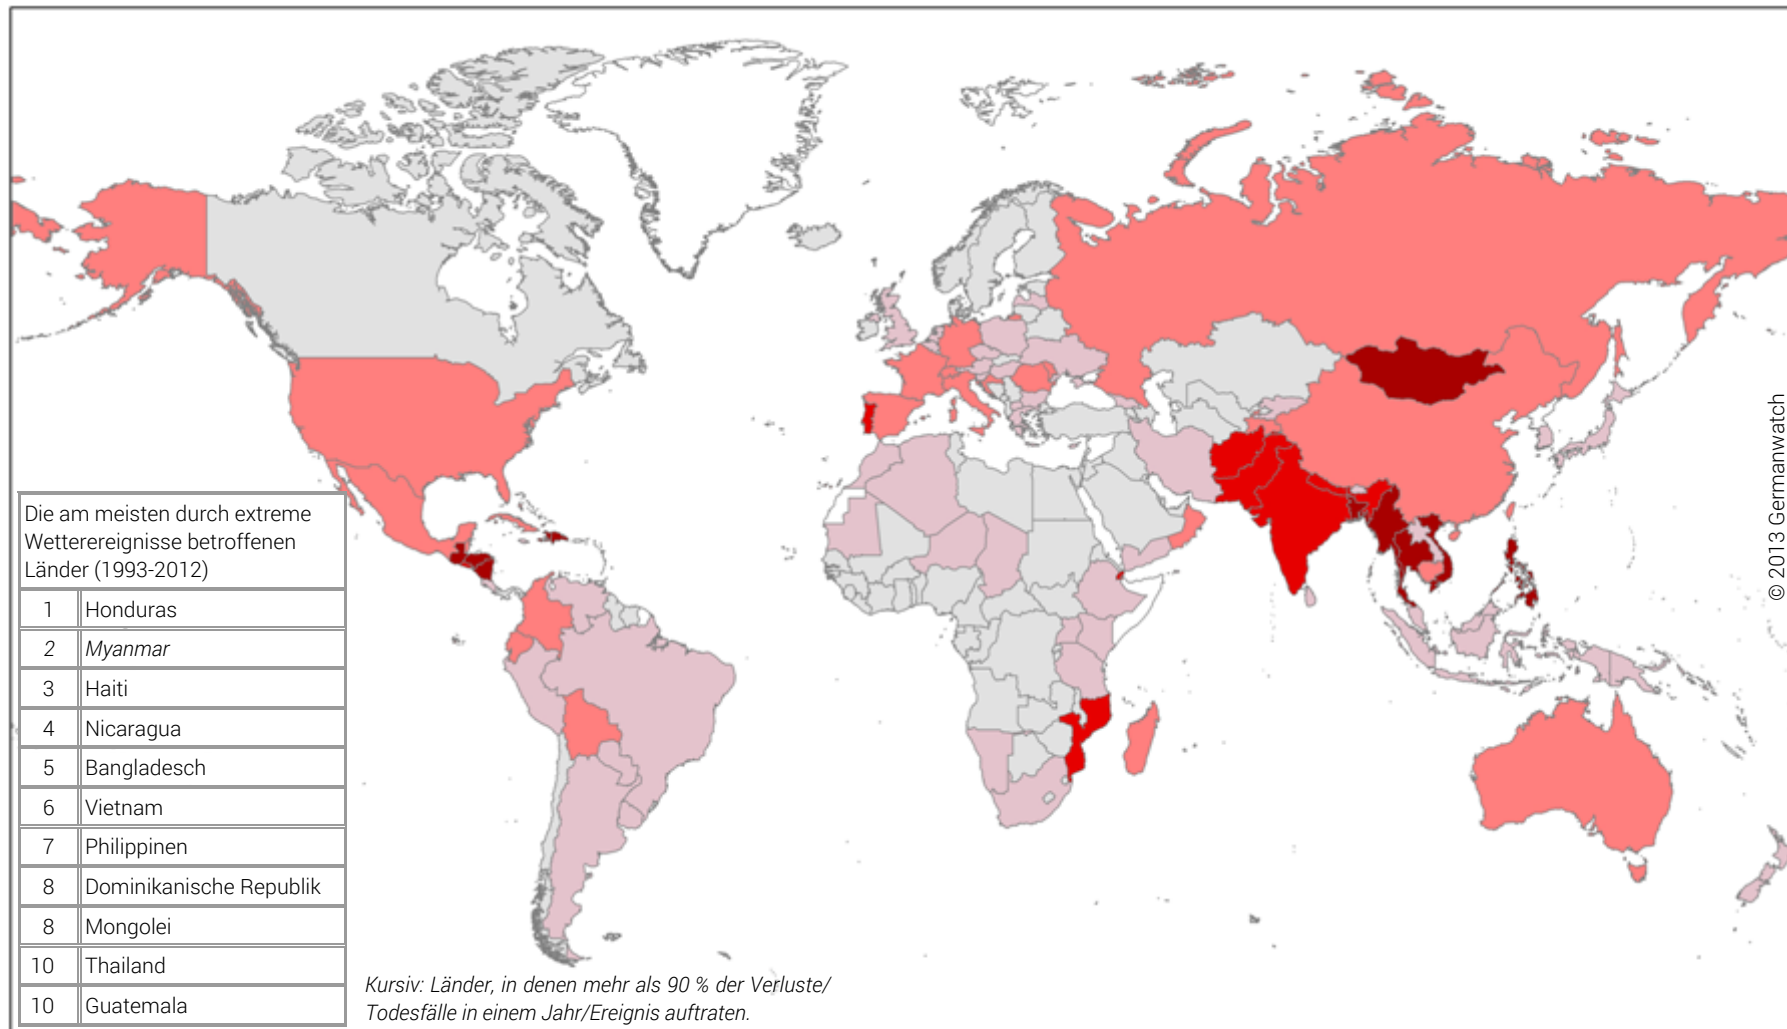 Die am meisten durch extreme
Wetterereignisse betroffenen
Länder (1993-2012)
1 Honduras
2 Myanmar
3 Haiti
4 Nicaragua
5 Bangladesch
6 Vietnam
7 Philippinen
8 Dominikanische Republik
8 Mongolei
10 Thailand
10 Guatemala
Kursiv: Länder, in denen mehr als 90 % der Verluste/
Todesfälle in einem Jahr/Ereignis auftraten.
© 2013 Germanwatch